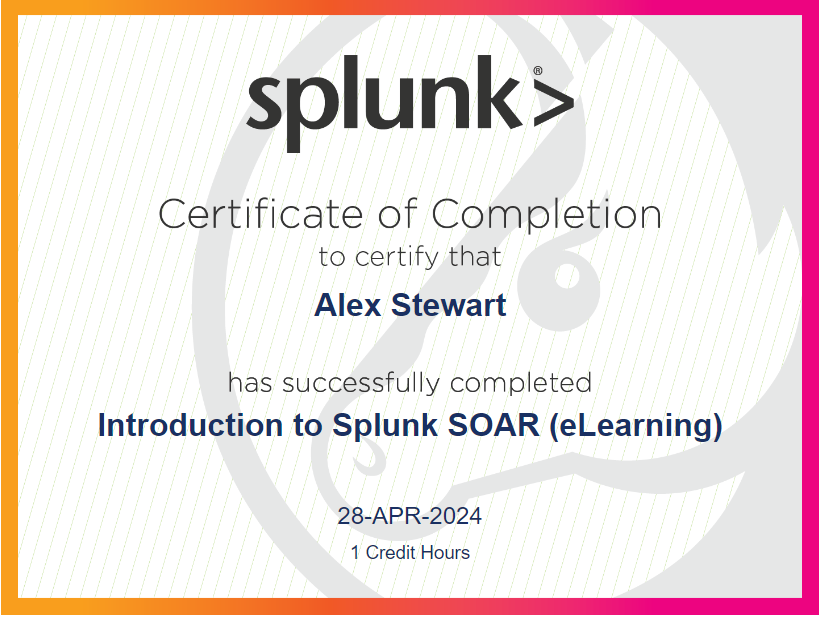 splunk>®
Certificate of Completion
to certify that
Alex Stewart
has successfully completed
Introduction to Splunk SOAR (eLearning)
28-APR-2024
1 Credit Hours